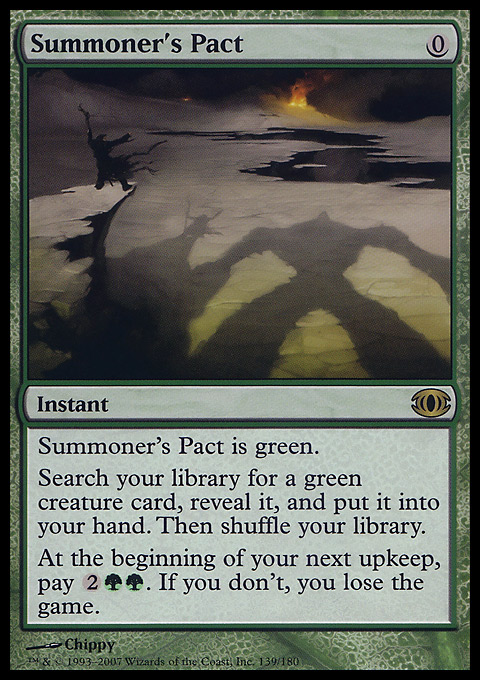 Summoner's Pact 0
Instant
Summoner's Pact is green.
Search your library for a green
creature card, reveal it, and put it into
your hand. Then shuffle your library.
At the beginning of your next upkeep,
pay 2. If you don't, you lose the
game.
Chippy
™ & © 1993–2007 Wizards of the Coast, Inc. 139/180